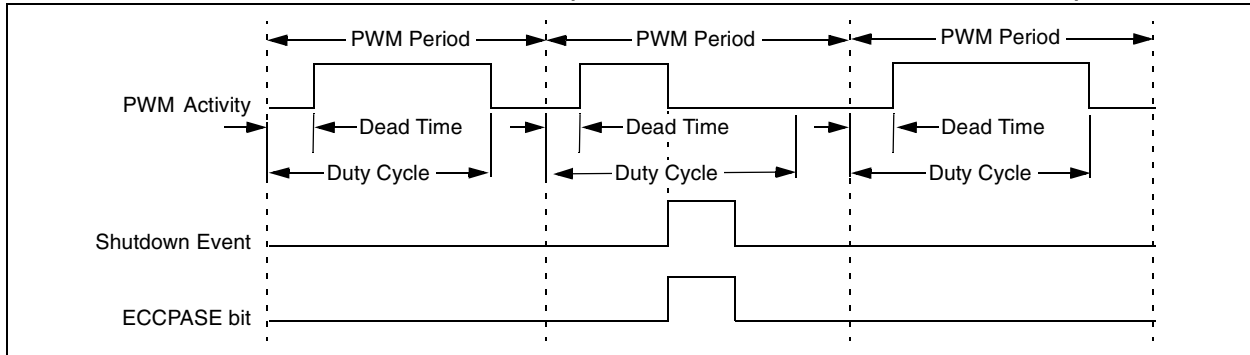 PWM Period PWM Period PWM Period
PWM Activity
Dead Time Dead Time Dead Time
Duty Cycle Duty Cycle Duty Cycle
Shutdown Event
ECCPASE bit